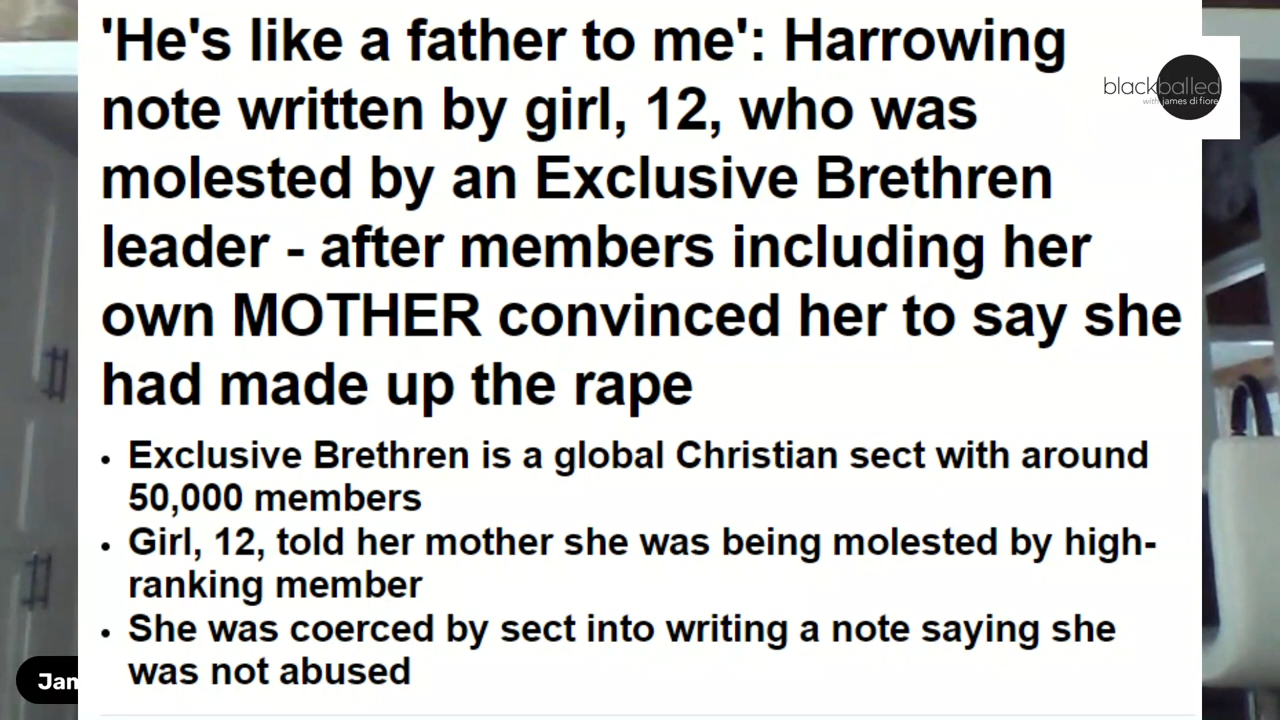 'He's like a father to me': Harrowing
note written by girl, 12, who was
molested by an Exclusive Brethren
leader - after members including her
own MOTHER convinced her to say she
had made up the rape
• Exclusive Brethren is a global Christian sect with around
50,000 members
• Girl, 12, told her mother she was being molested by high-
ranking member
• She was coerced by sect into writing a note saying she
was not abused
blackballed
with james di fiore
Jam